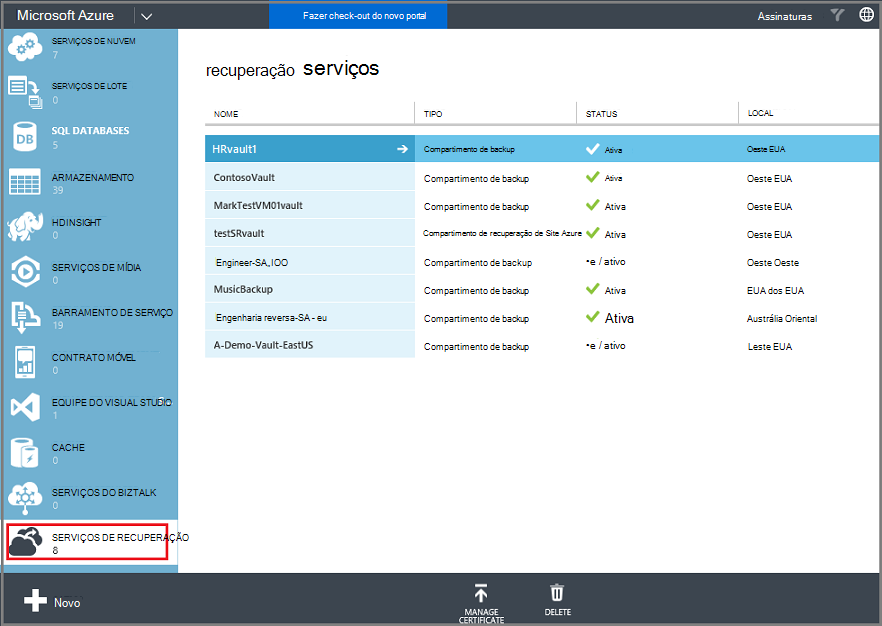 Microsoft Azure
Fazer check-out do novo portal
Assinaturas
SERVIÇOS DE NUVEM
7
SERVIÇOS DE LOTE
0
SQL DATABASES
5
ARMAZENAMENTO
39
HDINSIGHT
0
SERVIÇOS DE MÍDIA
0
BARRAMENTO DE SERVIÇO
19
CONTRATO MÓVEL
0
EQUIPE DO VISUAL STUDIO
1
CACHE
0
SERVIÇOS DO BIZTALK
0
SERVIÇOS DE RECUPERAÇÃO
8
recuperação serviços
NOME TIPO STATUS LOCAL
HRvault1 Compartimento de backup Ativa Oeste EUA
ContosoVault Compartimento de backup Ativa Oeste EUA
MarkTestVM01vault Compartimento de backup Ativa Oeste EUA
testSRvault Compartimento de recuperação de Site Azure Ativa Oeste EUA
Engineer-SA,,IOO Compartimento de backup •e / ativo Oeste Oeste
MusicBackup Compartimento de backup Ativa EUA dos EUA
Engenharia reversa-SA - eu Compartimento de backup Ativa Austrália Oriental
A-Demo-Vault-EastUS Compartimento de backup •e / ativo Leste EUA
Novo
MANAGE
CERTIFICATE
DELETE